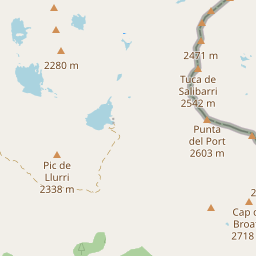 2471 m
2280 m
Tuca de
Salibarri
2542 m
Punta
del Port
2603 m
Pic de
Llurri
2338 m
Cap d
Broat
2718